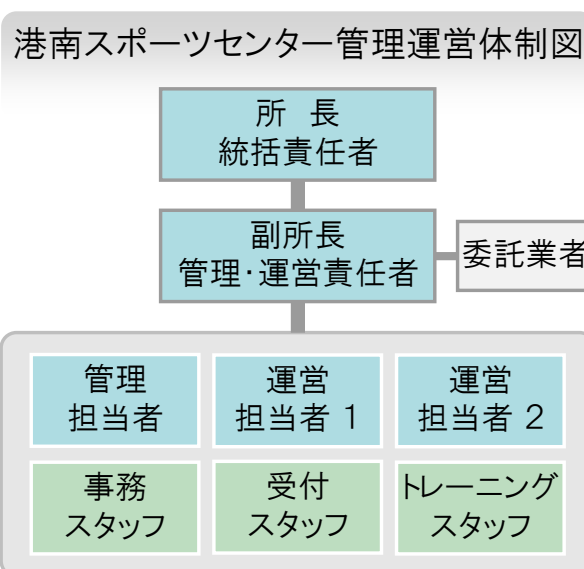 港南スポーツセンター管理運営体制図
所 長
統括責任者
副所長
管理・運営責任者
委託業者
管理
担当者
運営
担当者 1
運営
担当者 2
事務
スタッフ
受付
スタッフ
トレーニング
スタッフ